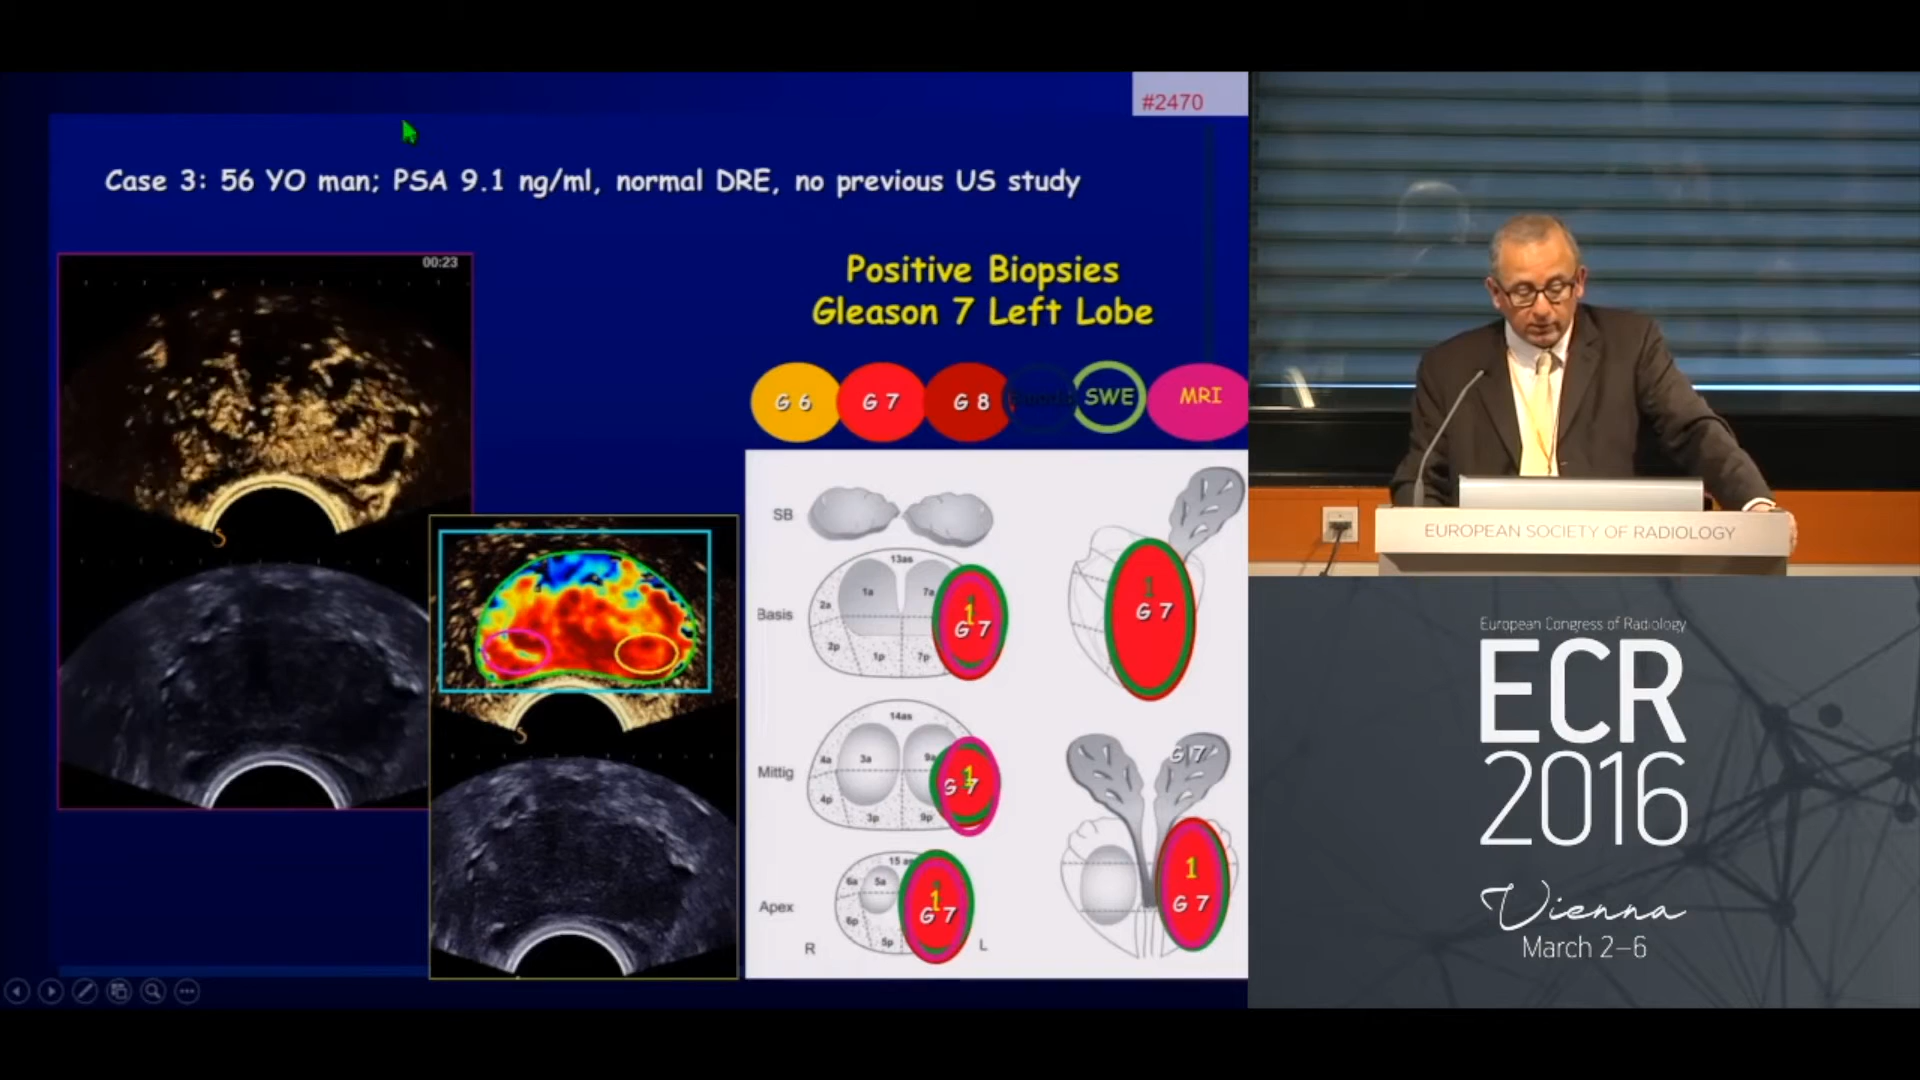 #2470
Case 3: 56 YO man; PSA 9.1 ng/ml, normal DRE, no previous US study
00:23
Positive Biopsies
Gleason 7 Left Lobe
G 6
G 7
G 8
SWE
MRI
SB
13as
1a
7a
2a
Basis
2p
1p
7p
1
G 7
1
G 7
14as
4a
3a
9a
Mittig
4p
3p
9p
1
G 7
G 7
15 as
6a
5a
Apex
6p
5p
R
L
1
G 7
1
G 7
S
S
EUROPEAN SOCIETY OF RADIOLOGY
European Congress of Radiology
ECR
2016
Vienna
March 2–6